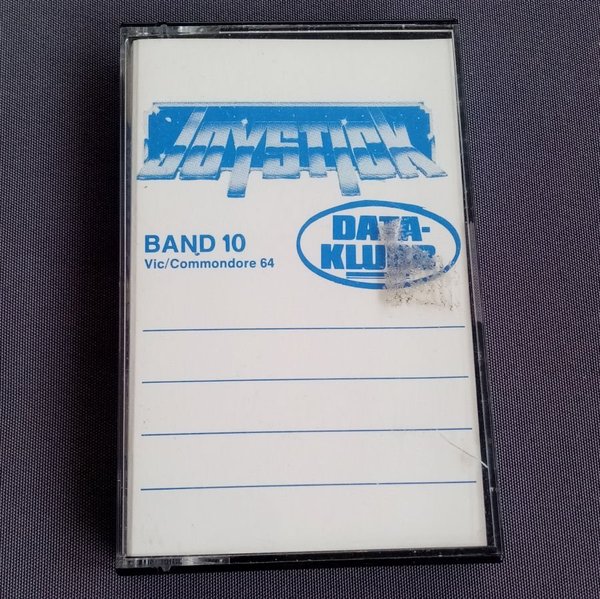 JOYSTICK
BAND 10
Vic/Commondore 64
DATA-